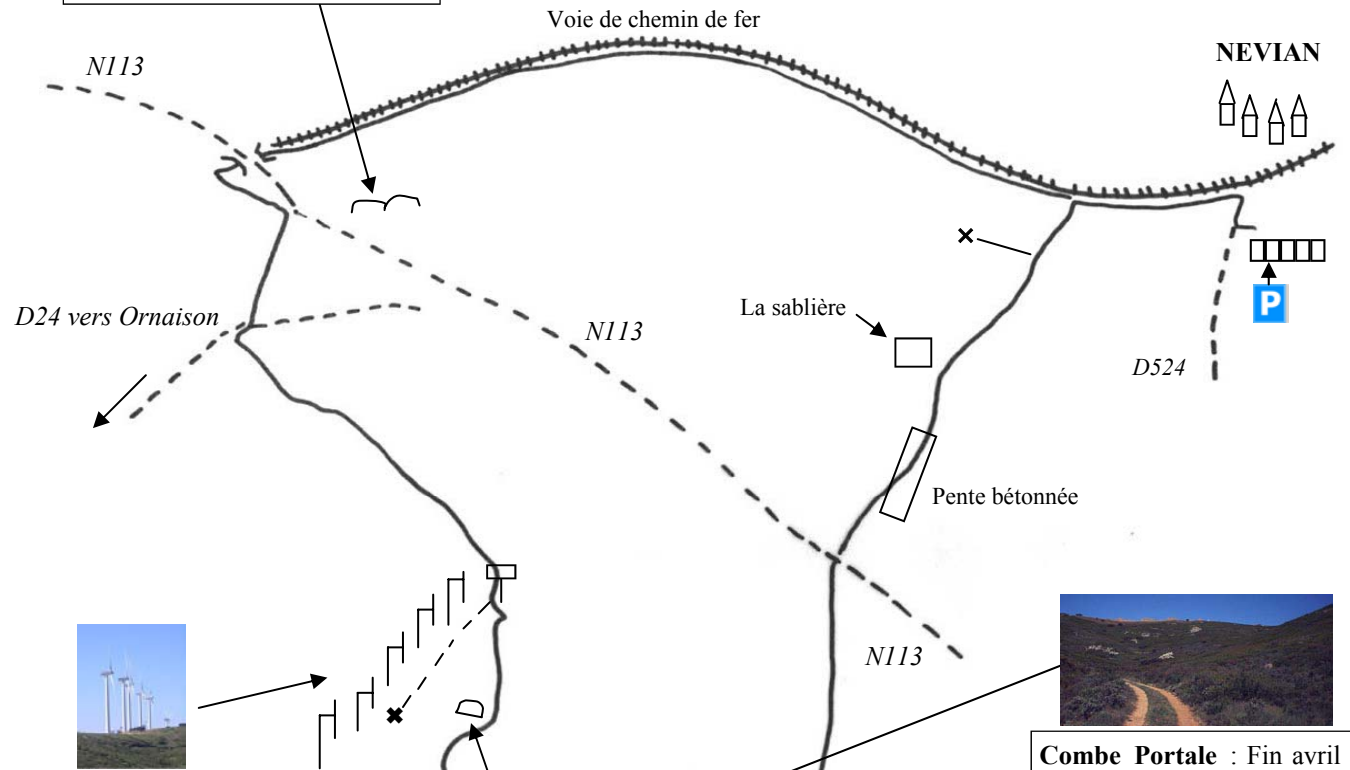 Voie de chemin de fer
N113
NEVIAN
P
La sablière
D24 vers Ornaison
N113
D524
Pente bétonnée
N113
Combe Portale : Fin avril